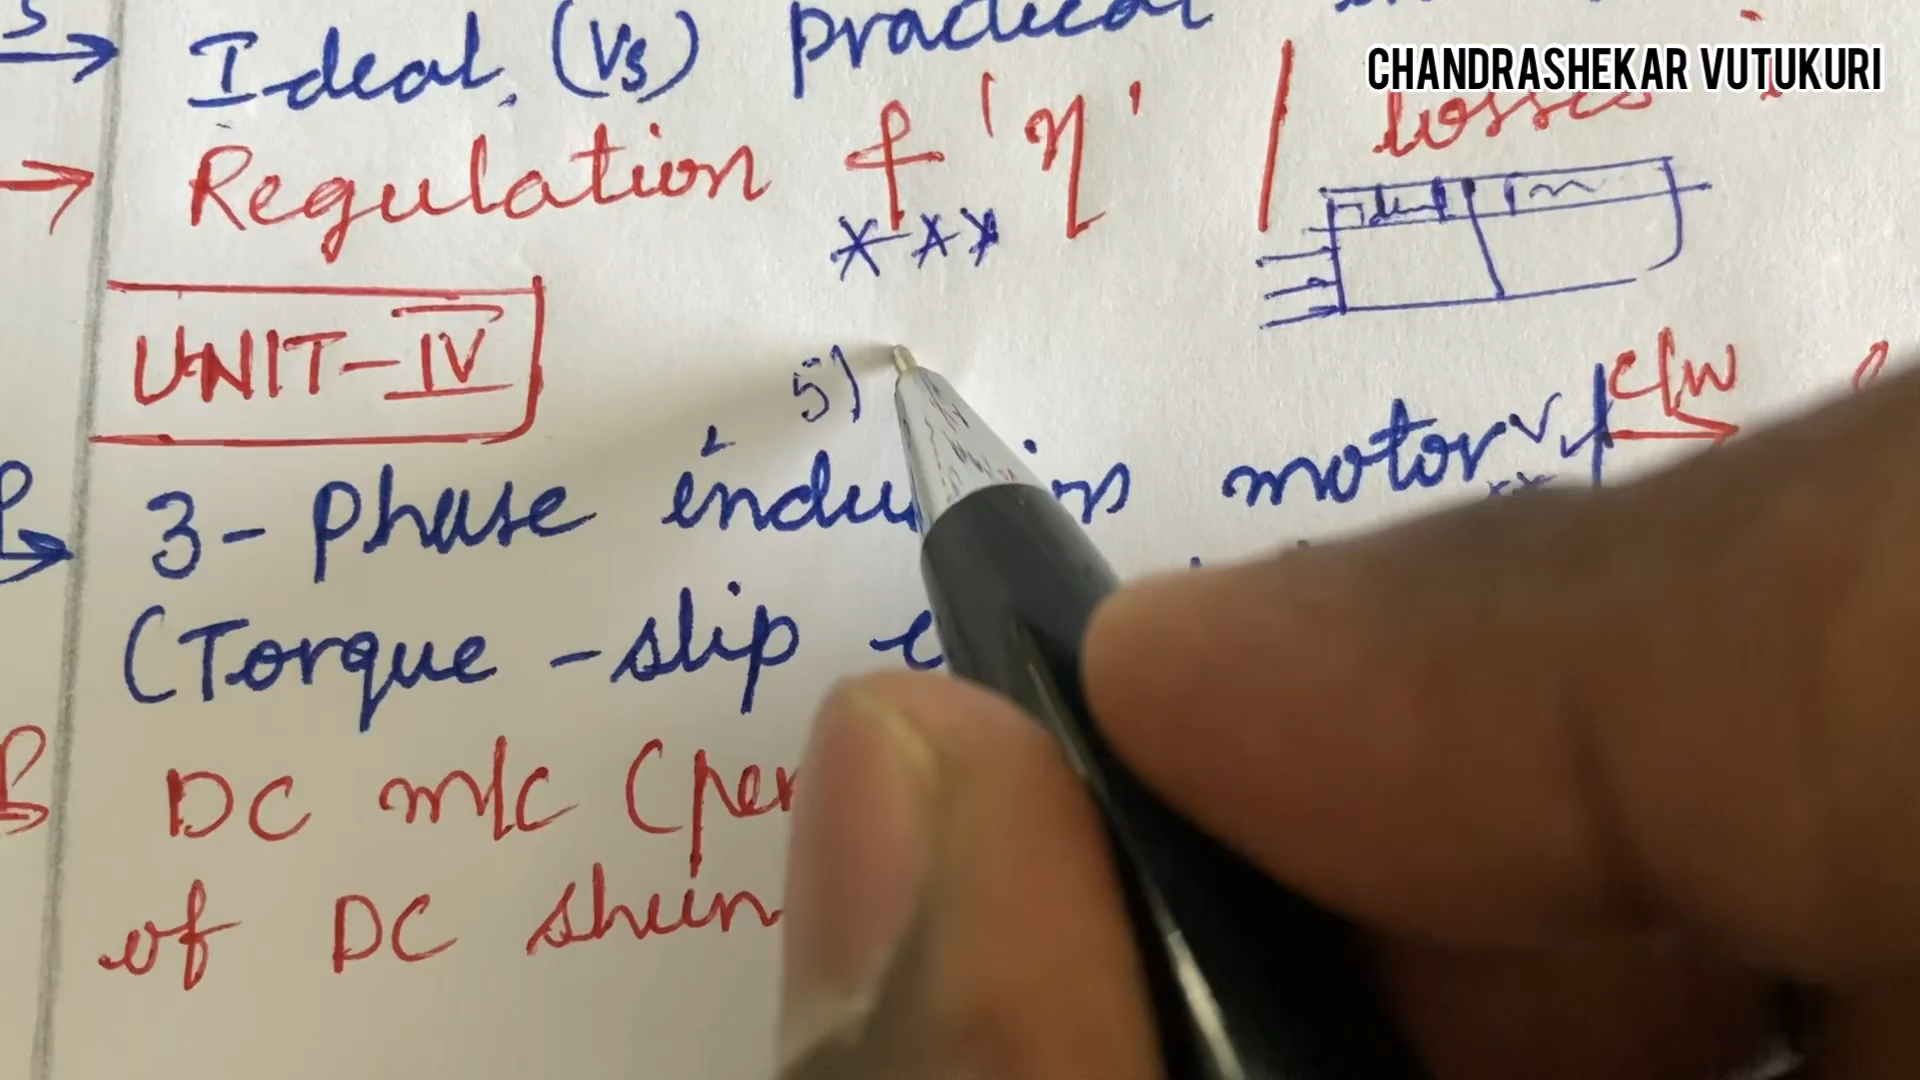 CHANDRASHEKAR VUTUKURI
→ Ideal (Vs) practical
→ Regulation & 'η' / losses
***
UNIT-IV
5)
3-phase induction motor c/w
(Torque-slip
DC m/c (per
of DC shun